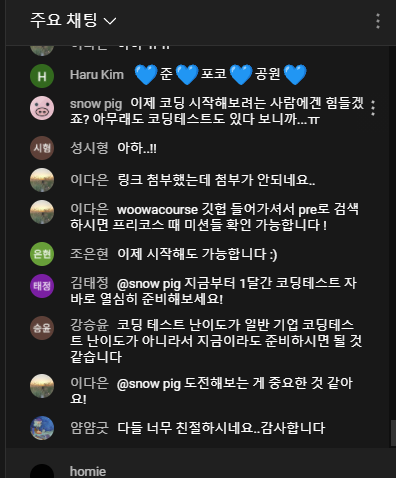 주요 채팅
이다은
H Haru Kim 💙준💙포코💙공원💙
snow pig 이제 코딩 시작해보려는 사람에겐 힘들겠
죠? 아무래도 코딩테스트도 있다 보니까...ㅠ
시형 성시형 아하..!!
이다은 링크 첨부했는데 첨부가 안되네요..
이다은 woowacourse 깃헙 들어가셔서 pre로 검색
하시면 프리코스 때 미션들 확인 가능합니다 !
은현 조은현 이제 시작해도 가능합니다 :)
태정 김태정 @snow pig 지금부터 1달간 코딩테스트 자
바로 열심히 준비해보세요!
승윤 강승윤 코딩 테스트 난이도가 일반 기업 코딩테스
트 난이도가 아니라서 지금이라도 준비하시면 될 것
같습니다
이다은 @snow pig 도전해보는 게 중요한 것 같아
요!
얌얌굿 다들 너무 친절하시네요..감사합니다
homie